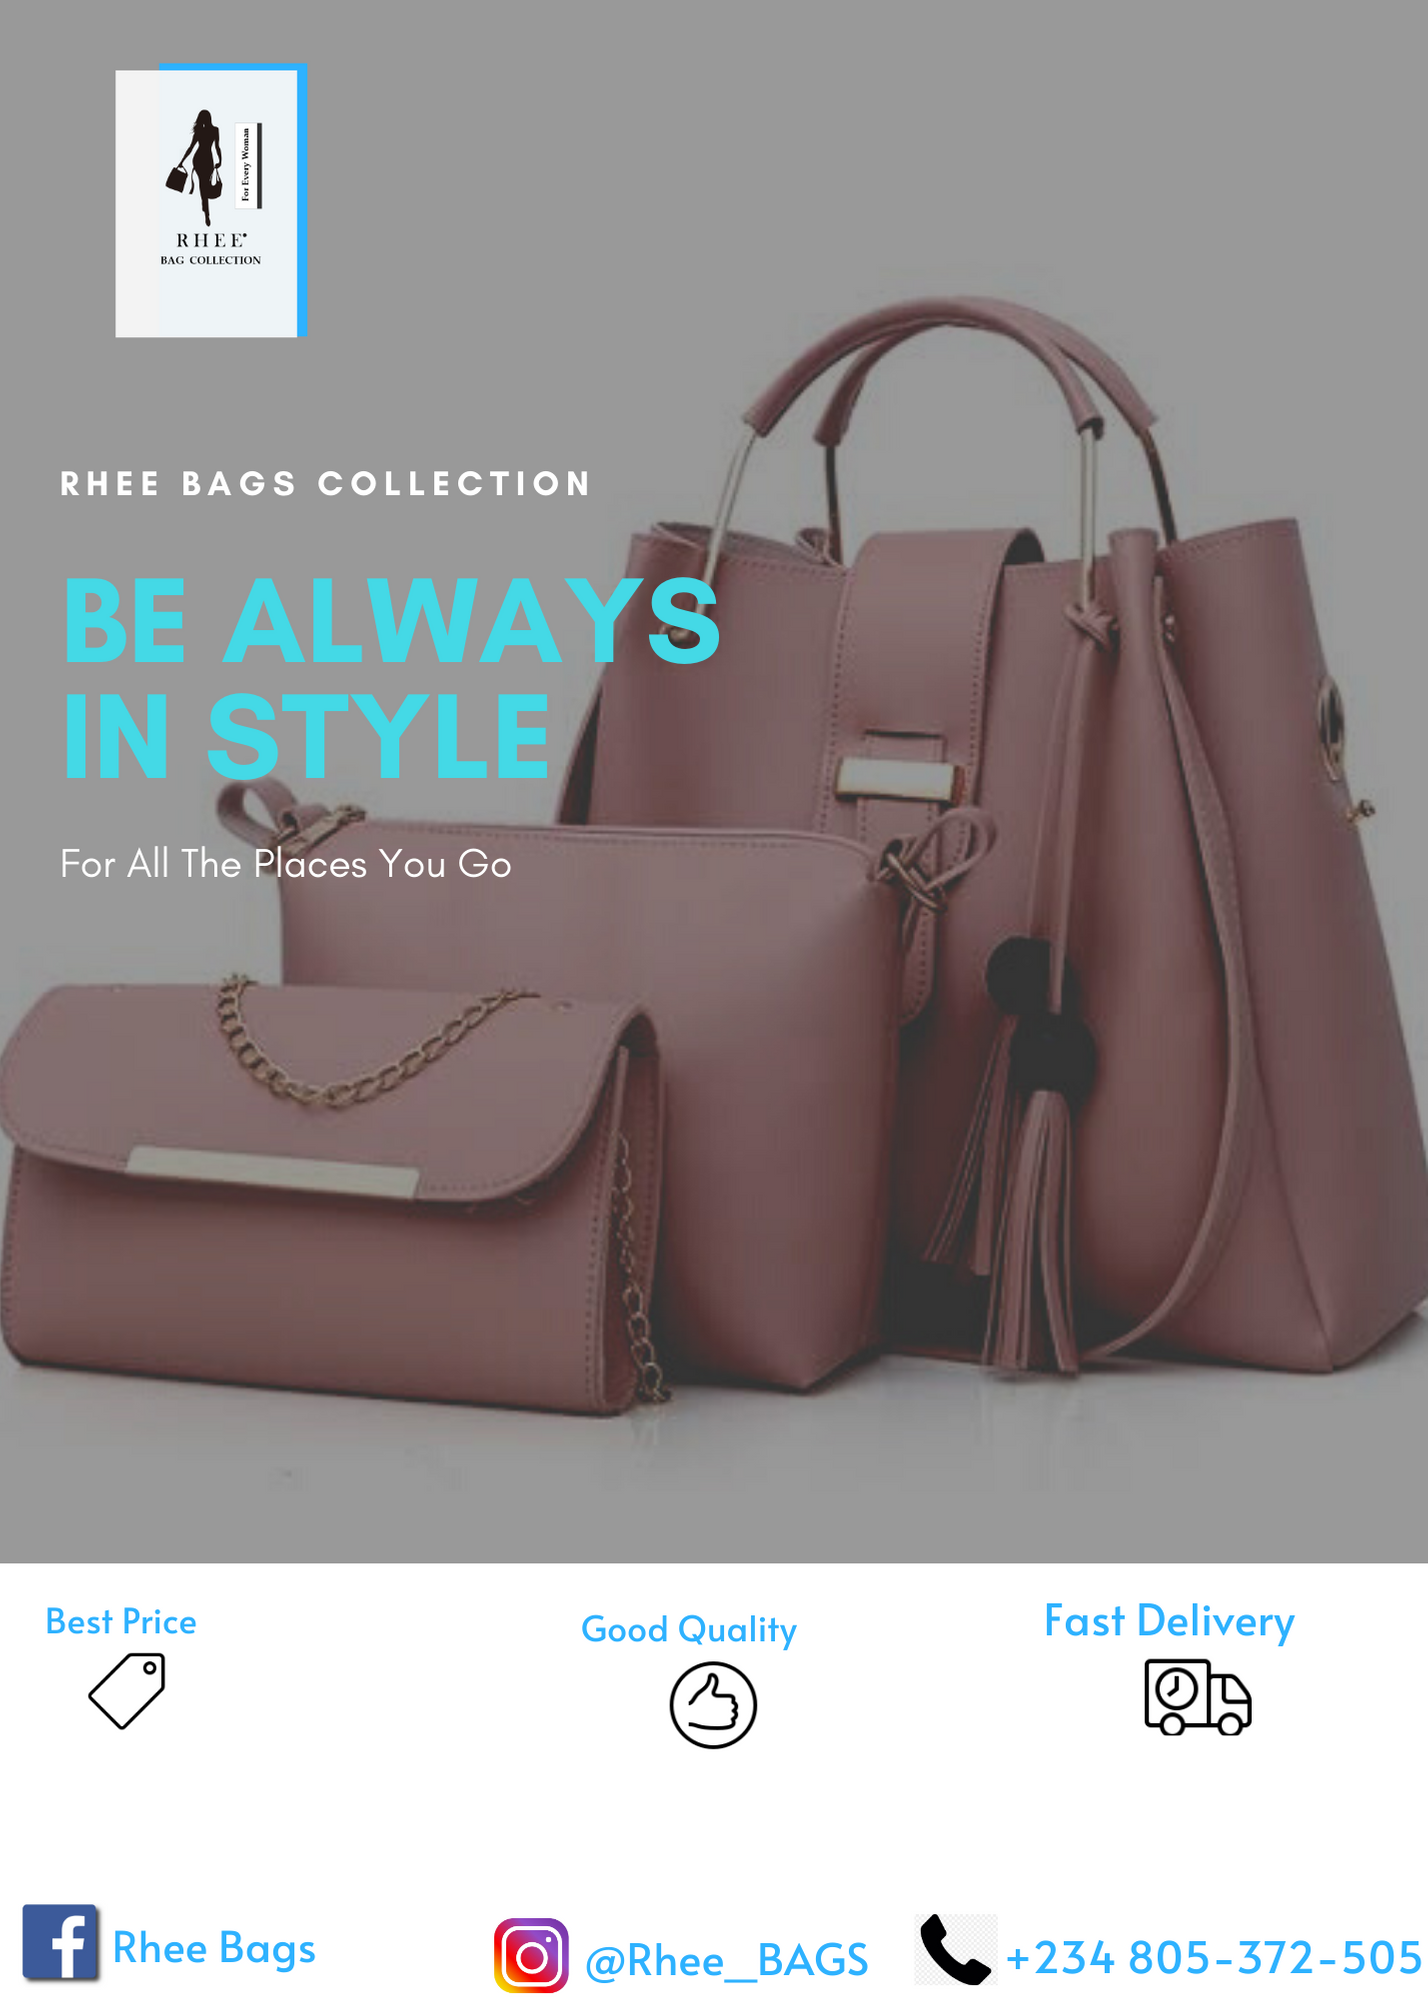 For Every Woman
RHEE
BAG COLLECTION
RHEE BAGS COLLECTION
BE ALWAYS
IN STYLE
For All The Places You Go
Best Price
Good Quality
Fast Delivery
Rhee Bags
@Rhee_BAGS
+234 805-372-505